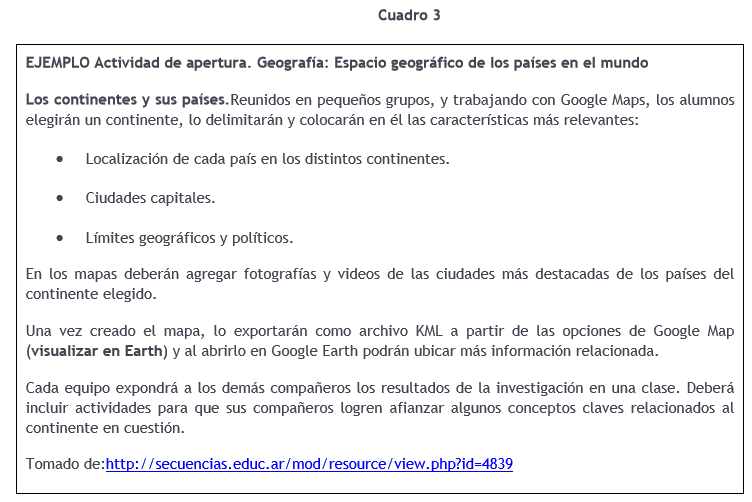 Cuadro 3
EJEMPLO Actividad de apertura. Geografía: Espacio geográfico de los países en el mundo
Los continentes y sus países.Reunidos en pequeños grupos, y trabajando con Google Maps, los alumnos
elegirán un continente, lo delimitarán y colocarán en él las características más relevantes:
• Localización de cada país en los distintos continentes.
• Ciudades capitales.
• Límites geográficos y políticos.
En los mapas deberán agregar fotografías y videos de las ciudades más destacadas de los países del
continente elegido.
Una vez creado el mapa, lo exportarán como archivo KML a partir de las opciones de Google Map
(visualizar en Earth) y al abrirlo en Google Earth podrán ubicar más información relacionada.
Cada equipo expondrá a los demás compañeros los resultados de la investigación en una clase. Deberá
incluir actividades para que sus compañeros logren afianzar algunos conceptos claves relacionados al
continente en cuestión.
Tomado de:http://secuencias.educ.ar/mod/resource/view.php?id=4839